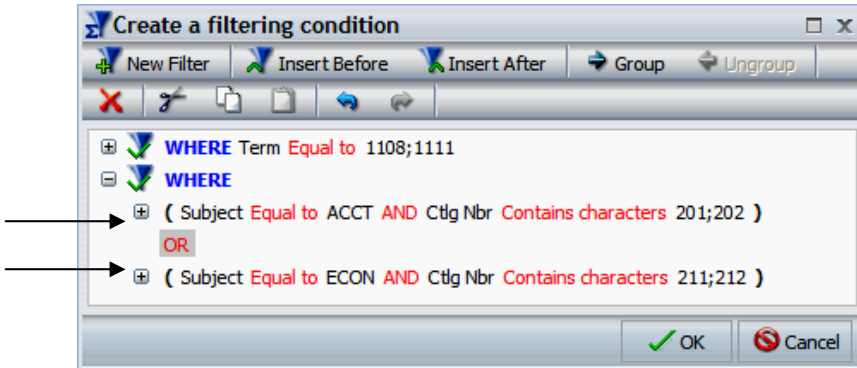 Create a filtering condition
New Filter Insert Before Insert After Group Ungroup
WHERE Term Equal to 1108;1111
WHERE
( Subject Equal to ACCT AND Ctlg Nbr Contains characters 201;202 )
OR
( Subject Equal to ECON AND Ctlg Nbr Contains characters 211;212 )
OK Cancel